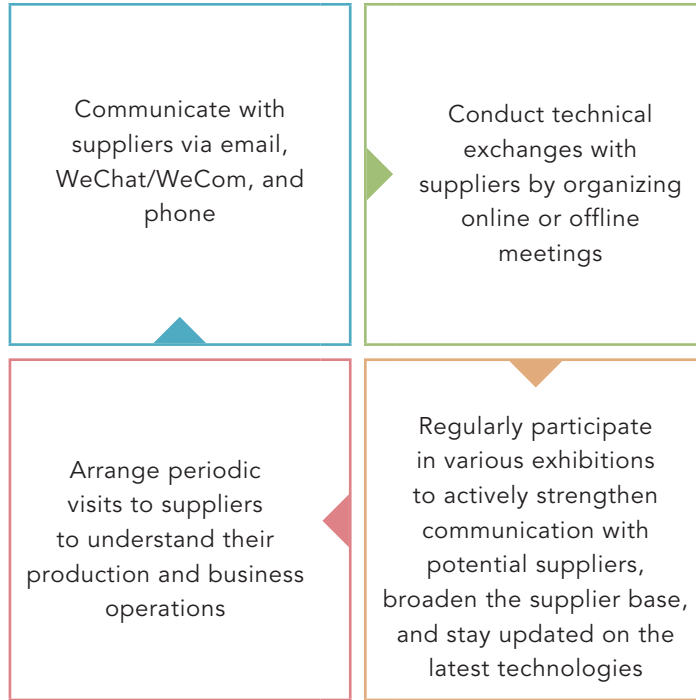 Communicate with
suppliers via email,
WeChat/WeCom, and
phone
Conduct technical
exchanges with
suppliers by organizing
online or offline
meetings
Arrange periodic
visits to suppliers
to understand their
production and business
operations
Regularly participate
in various exhibitions
to actively strengthen
communication with
potential suppliers,
broaden the supplier base,
and stay updated on the
latest technologies